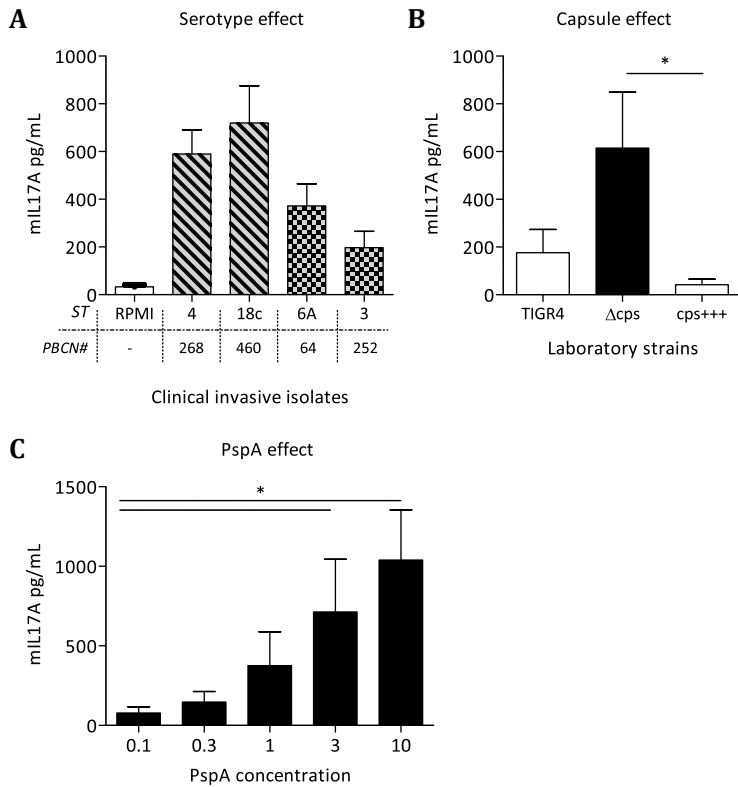 A
Serotype effect
1000
800
600
400
200
0
mIL17A pg/mL
ST RPMI 4 18c 6A 3
PBCN# - 268 460 64 252
Clinical invasive isolates
B
Capsule effect
*
1000
800
600
400
200
0
mIL17A pg/mL
TIGR4 Δcps cps+++
Laboratory strains
C
PspA effect
*
1500
1000
500
0
mIL17A pg/mL
0.1 0.3 1 3 10
PspA concentration